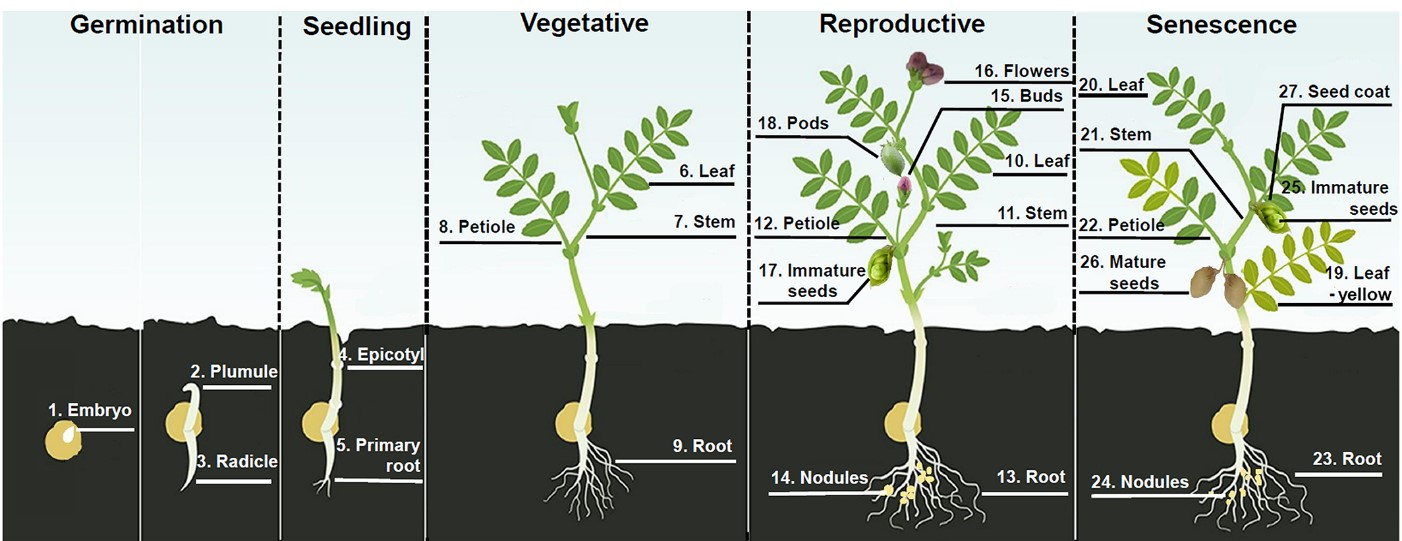 Germination
Seedling
Vegetative
Reproductive
Senescence
1. Embryo
2. Plumule
3. Radicle
4. Epicotyl
5. Primary
root
6. Leaf
7. Stem
8. Petiole
9. Root
16. Flowers
15. Buds
18. Pods
10. Leaf
12. Petiole
11. Stem
17. Immature
seeds
14. Nodules
13. Root
20. Leaf
27. Seed coat
21. Stem
25. Immature
seeds
22. Petiole
26. Mature
seeds
19. Leaf
-yellow
23. Root
24. Nodules